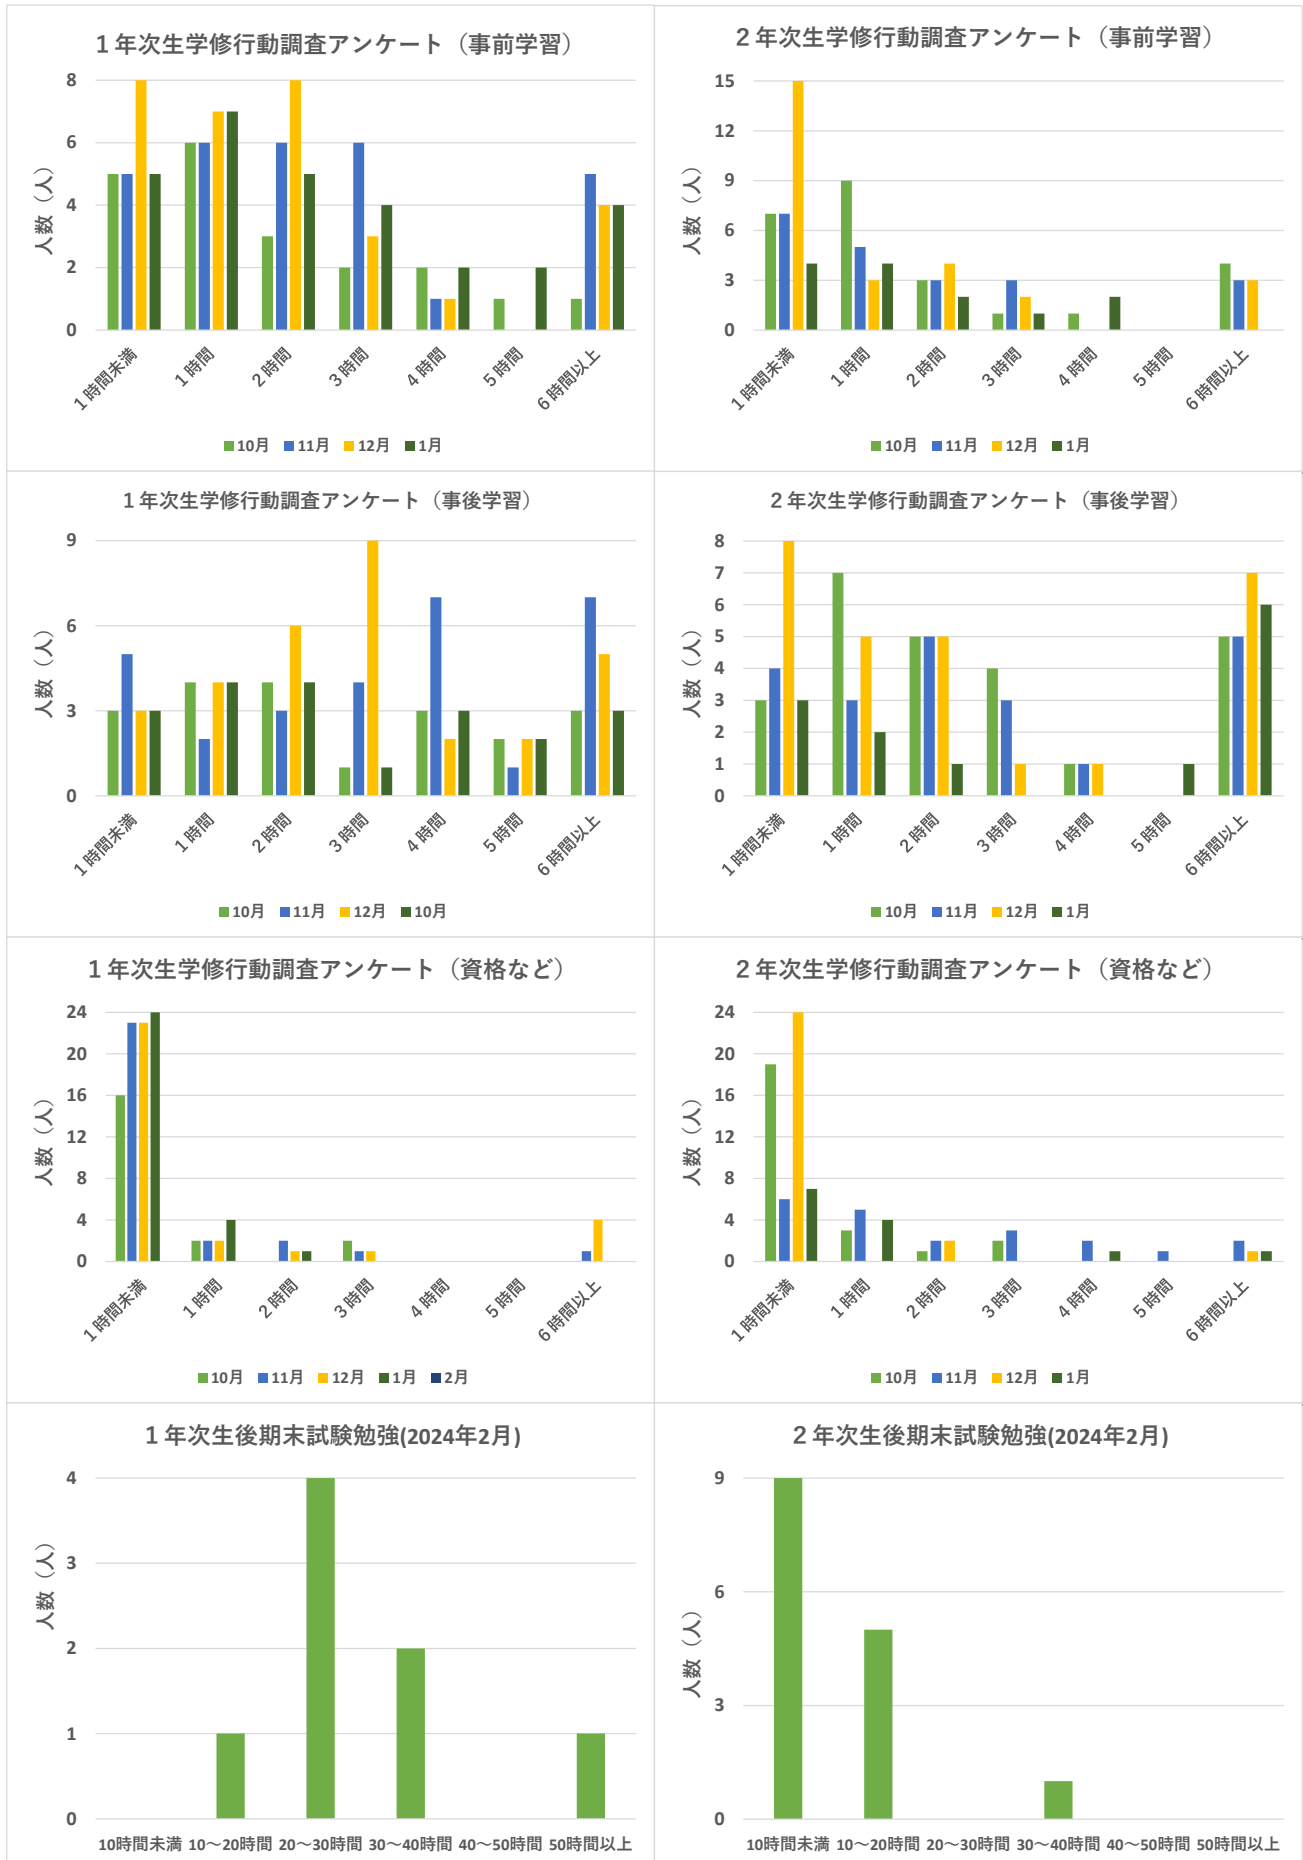 １年次生学修行動調査アンケート（事前学習）
人数（人）
8
6
4
2
0
１時間未満 １時間 ２時間 ３時間 ４時間 ５時間 ６時間以上
10月 11月 12月 1月
２年次生学修行動調査アンケート（事前学習）
人数（人）
15
12
9
6
3
0
１時間未満 １時間 ２時間 ３時間 ４時間 ５時間 ６時間以上
10月 11月 12月 1月
１年次生学修行動調査アンケート（事後学習）
人数（人）
9
6
3
0
１時間未満 １時間 ２時間 ３時間 ４時間 ５時間 ６時間以上
10月 11月 12月 10月
２年次生学修行動調査アンケート（事後学習）
人数（人）
8
7
6
5
4
3
2
1
0
１時間未満 １時間 ２時間 ３時間 ４時間 ５時間 ６時間以上
10月 11月 12月 1月
１年次生学修行動調査アンケート（資格など）
人数（人）
24
20
16
12
8
4
0
１時間未満 １時間 ２時間 ３時間 ４時間 ５時間 ６時間以上
10月 11月 12月 1月 2月
２年次生学修行動調査アンケート（資格など）
人数（人）
24
20
16
12
8
4
0
１時間未満 １時間 ２時間 ３時間 ４時間 ５時間 ６時間以上
10月 11月 12月 1月
１年次生後期末試験勉強(2024年2月)
人数（人）
4
3
2
1
0
10時間未満 10～20時間 20～30時間 30～40時間 40～50時間 50時間以上
２年次生後期末試験勉強(2024年2月)
人数（人）
9
6
3
0
10時間未満 10～20時間 20～30時間 30～40時間 40～50時間 50時間以上